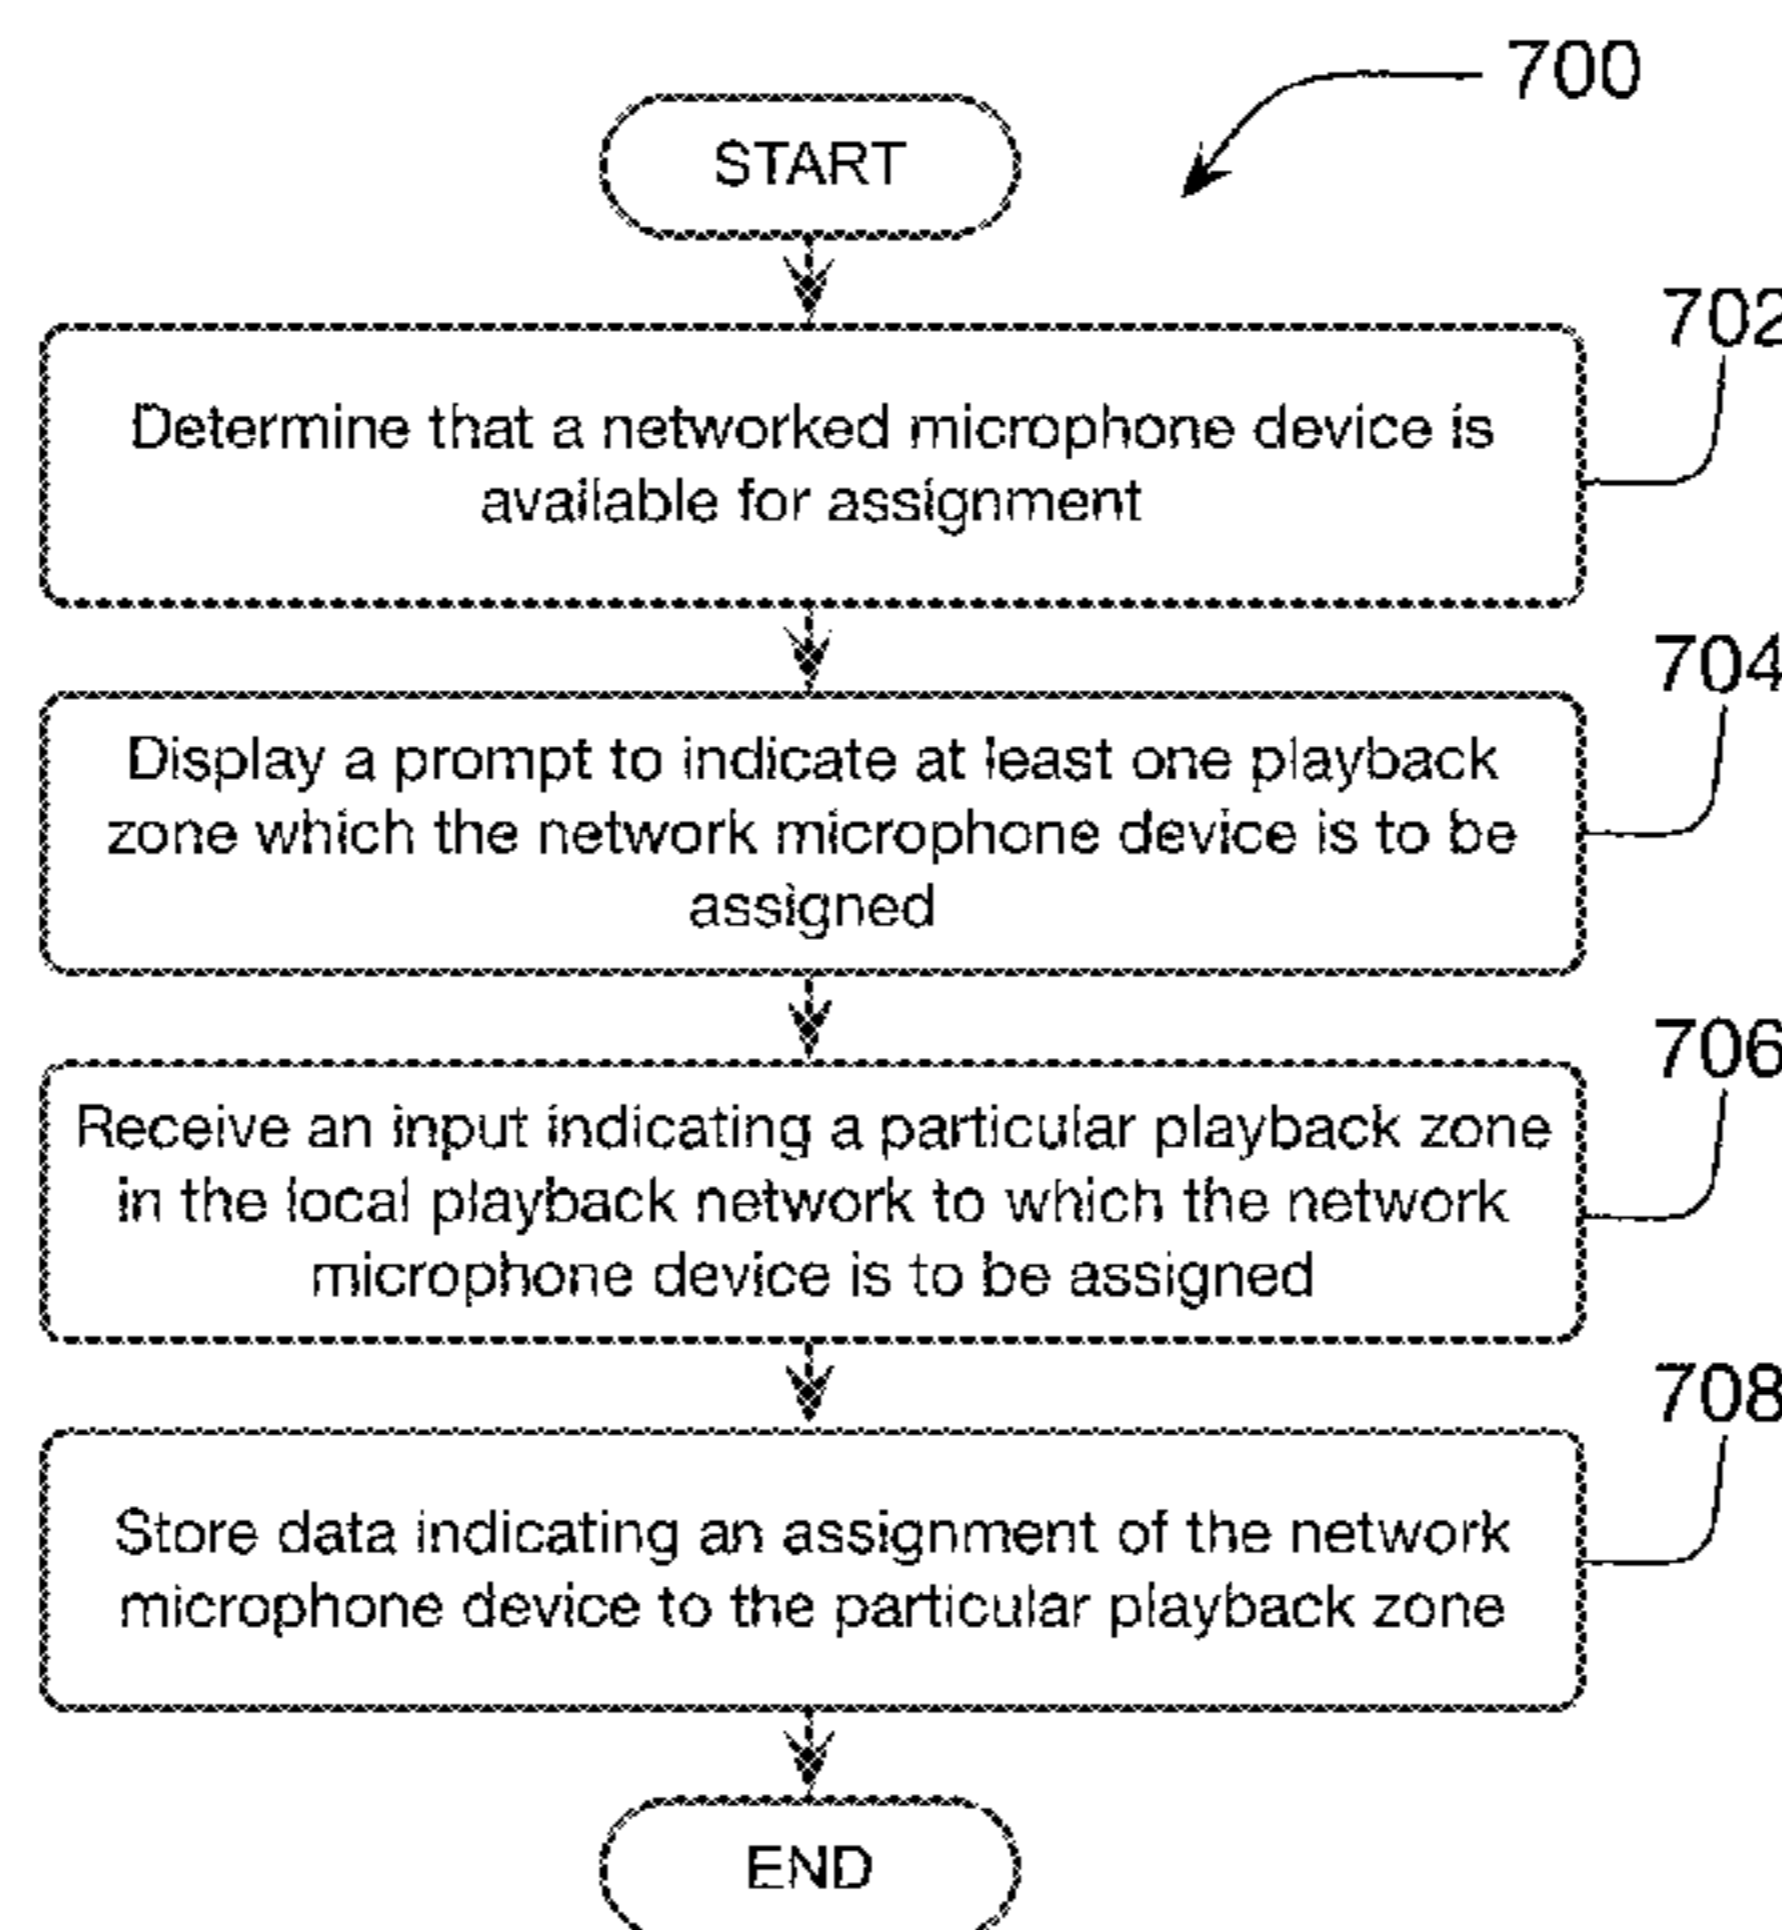 700
START
702
Determine that a networked microphone device is
available for assignment
704
Display a prompt to indicate at least one playback
zone which the network microphone device is to be
assigned
706
Receive an input indicating a particular playback zone
in the local playback network to which the network
microphone device is to be assigned
708
Store data indicating an assignment of the network
microphone device to the particular playback zone
END